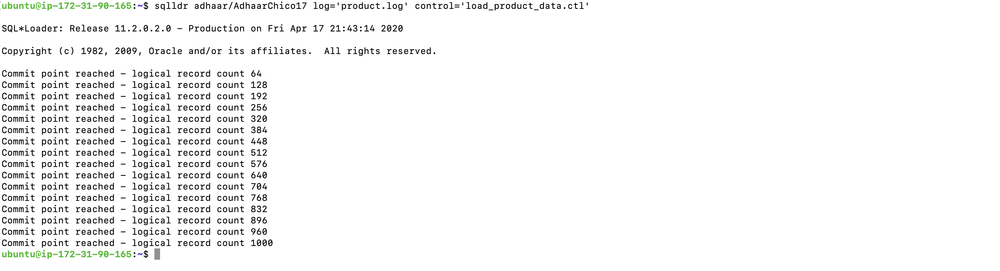 ubuntu@ip-172-31-90-165:~$ sqlldr adhaar/AdhaarChico17 log='product.log' control='load_product_data.ctl'
SQL*Loader: Release 11.2.0.2.0 - Production on Fri Apr 17 21:43:14 2020
Copyright (c) 1982, 2009, Oracle and/or its affiliates.  All rights reserved.
Commit point reached - logical record count 64
Commit point reached - logical record count 128
Commit point reached - logical record count 192
Commit point reached - logical record count 256
Commit point reached - logical record count 320
Commit point reached - logical record count 384
Commit point reached - logical record count 448
Commit point reached - logical record count 512
Commit point reached - logical record count 576
Commit point reached - logical record count 640
Commit point reached - logical record count 704
Commit point reached - logical record count 768
Commit point reached - logical record count 832
Commit point reached - logical record count 896
Commit point reached - logical record count 960
Commit point reached - logical record count 1000
ubuntu@ip-172-31-90-165:~$